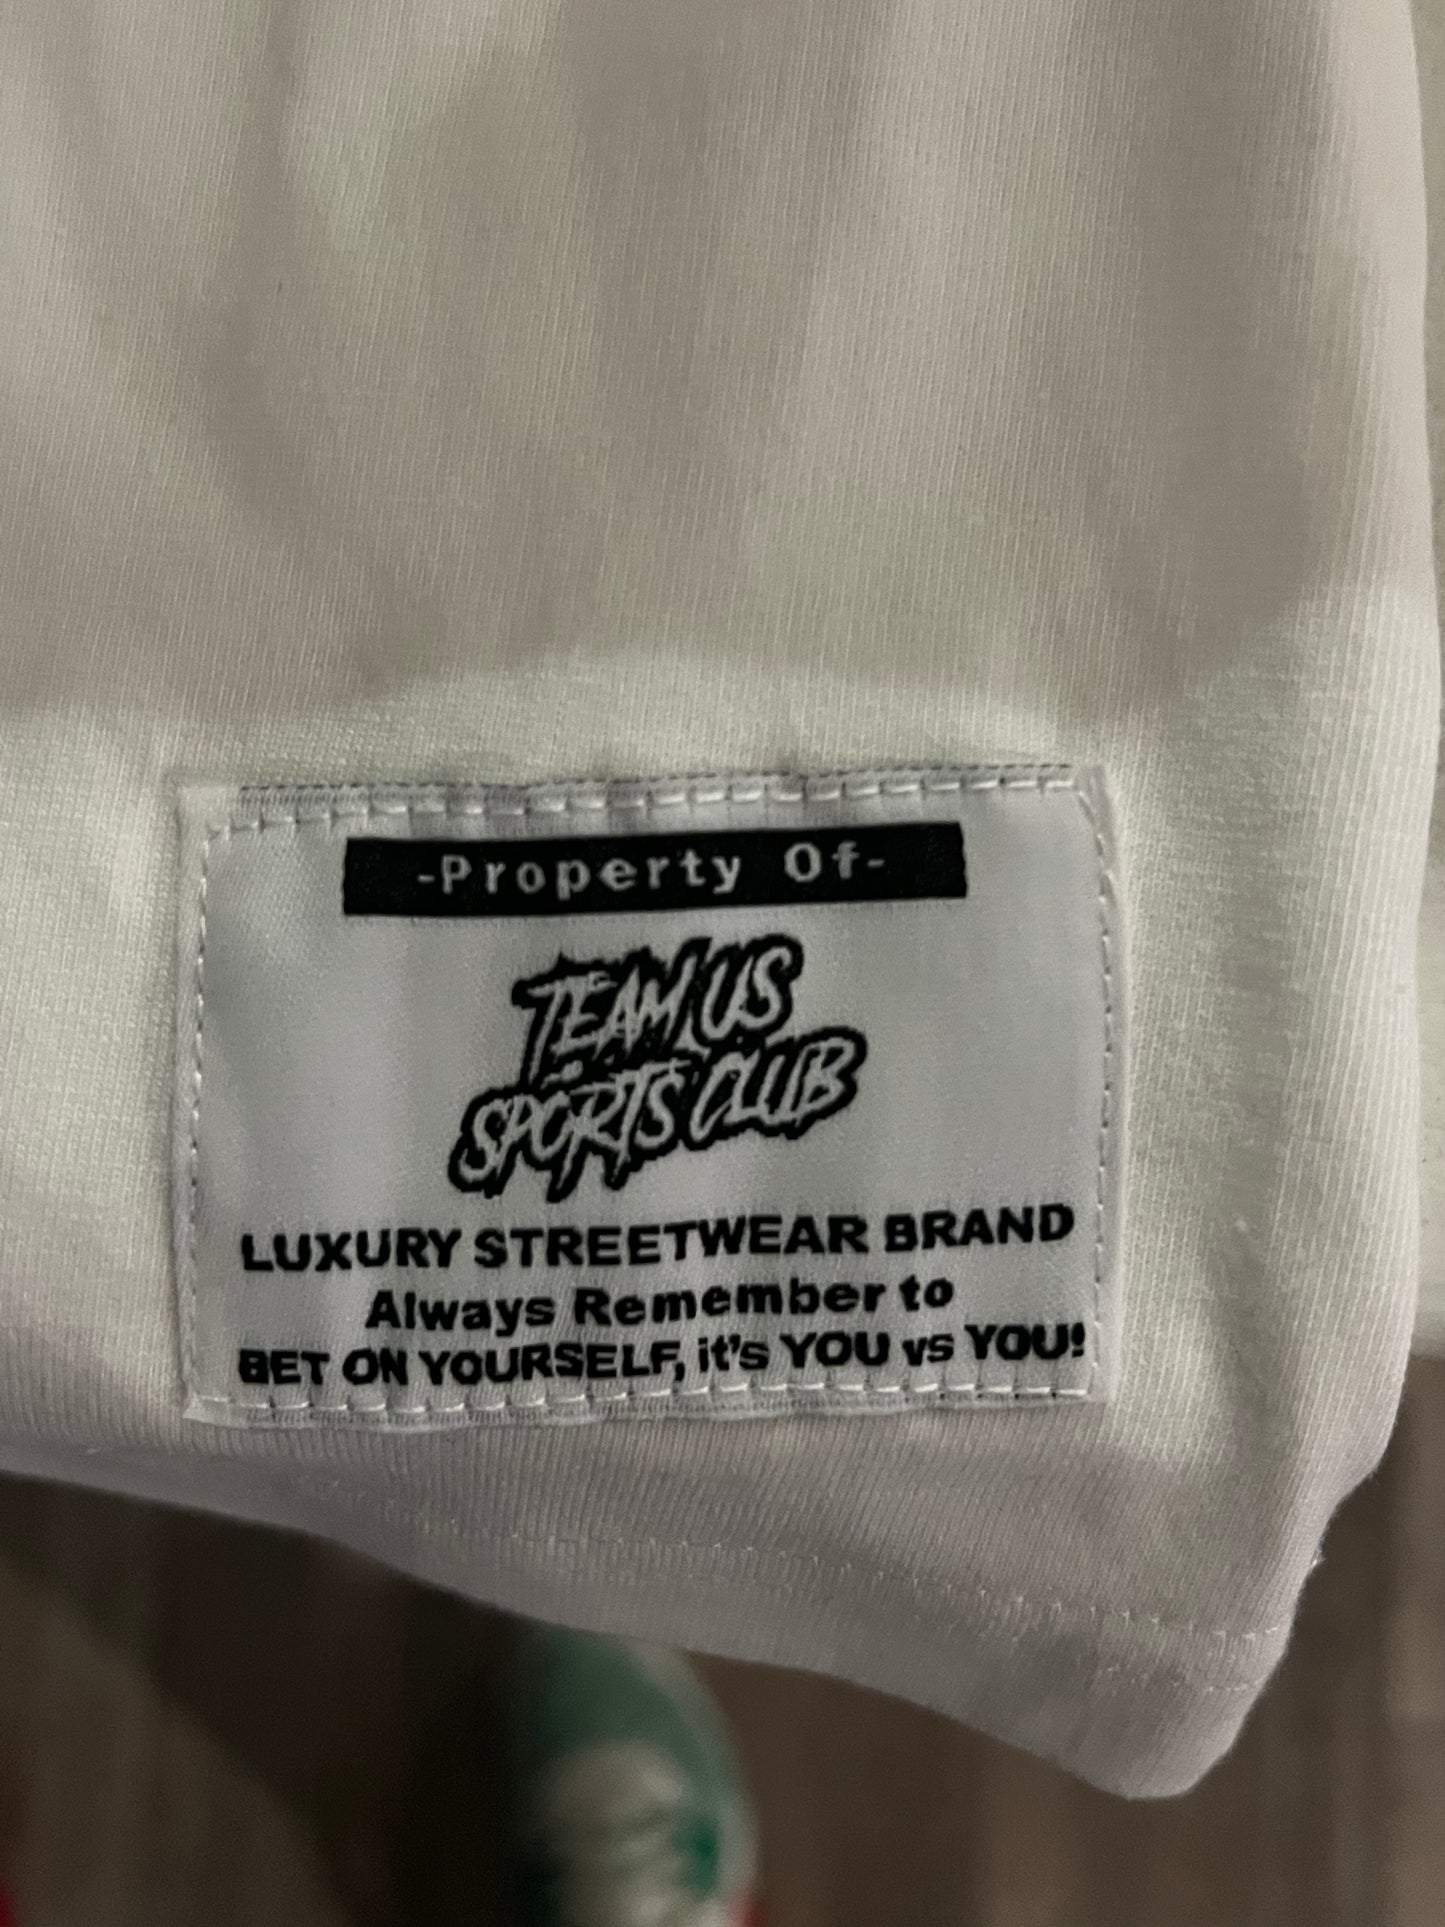 -Property Of-
TEAM US
SPORTS CLUB
LUXURY STREETWEAR BRAND
Always Remember to
BET ON YOURSELF, it's YOU vs YOU!